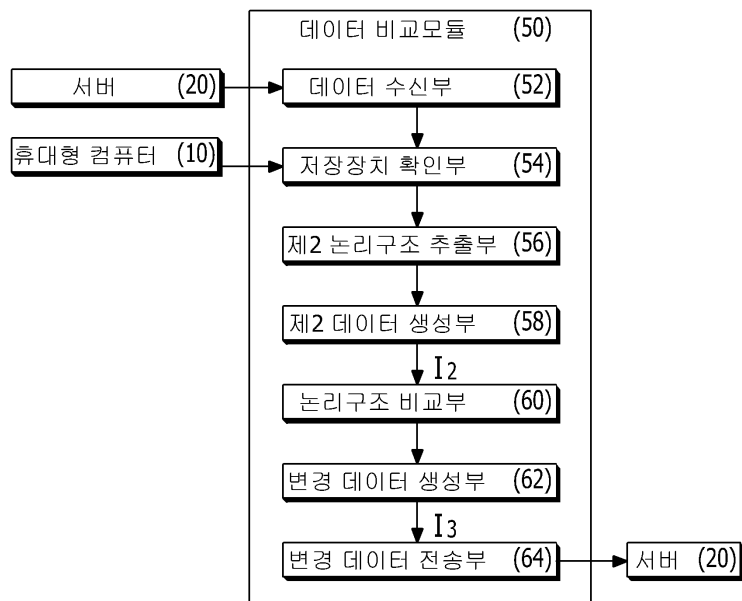 데이터 비교모듈 (50)
서버 (20)
데이터 수신부 (52)
휴대형 컴퓨터 (10)
저장장치 확인부 (54)
제2 논리구조 추출부 (56)
제2 데이터 생성부 (58)
I2
논리구조 비교부 (60)
변경 데이터 생성부 (62)
I3
변경 데이터 전송부 (64)
서버 (20)